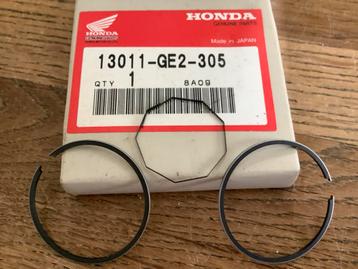 HONDA
HONDA
GENUINE PARTS
Made in JAPAN
13011-GE2-305
QTY 1 8A09